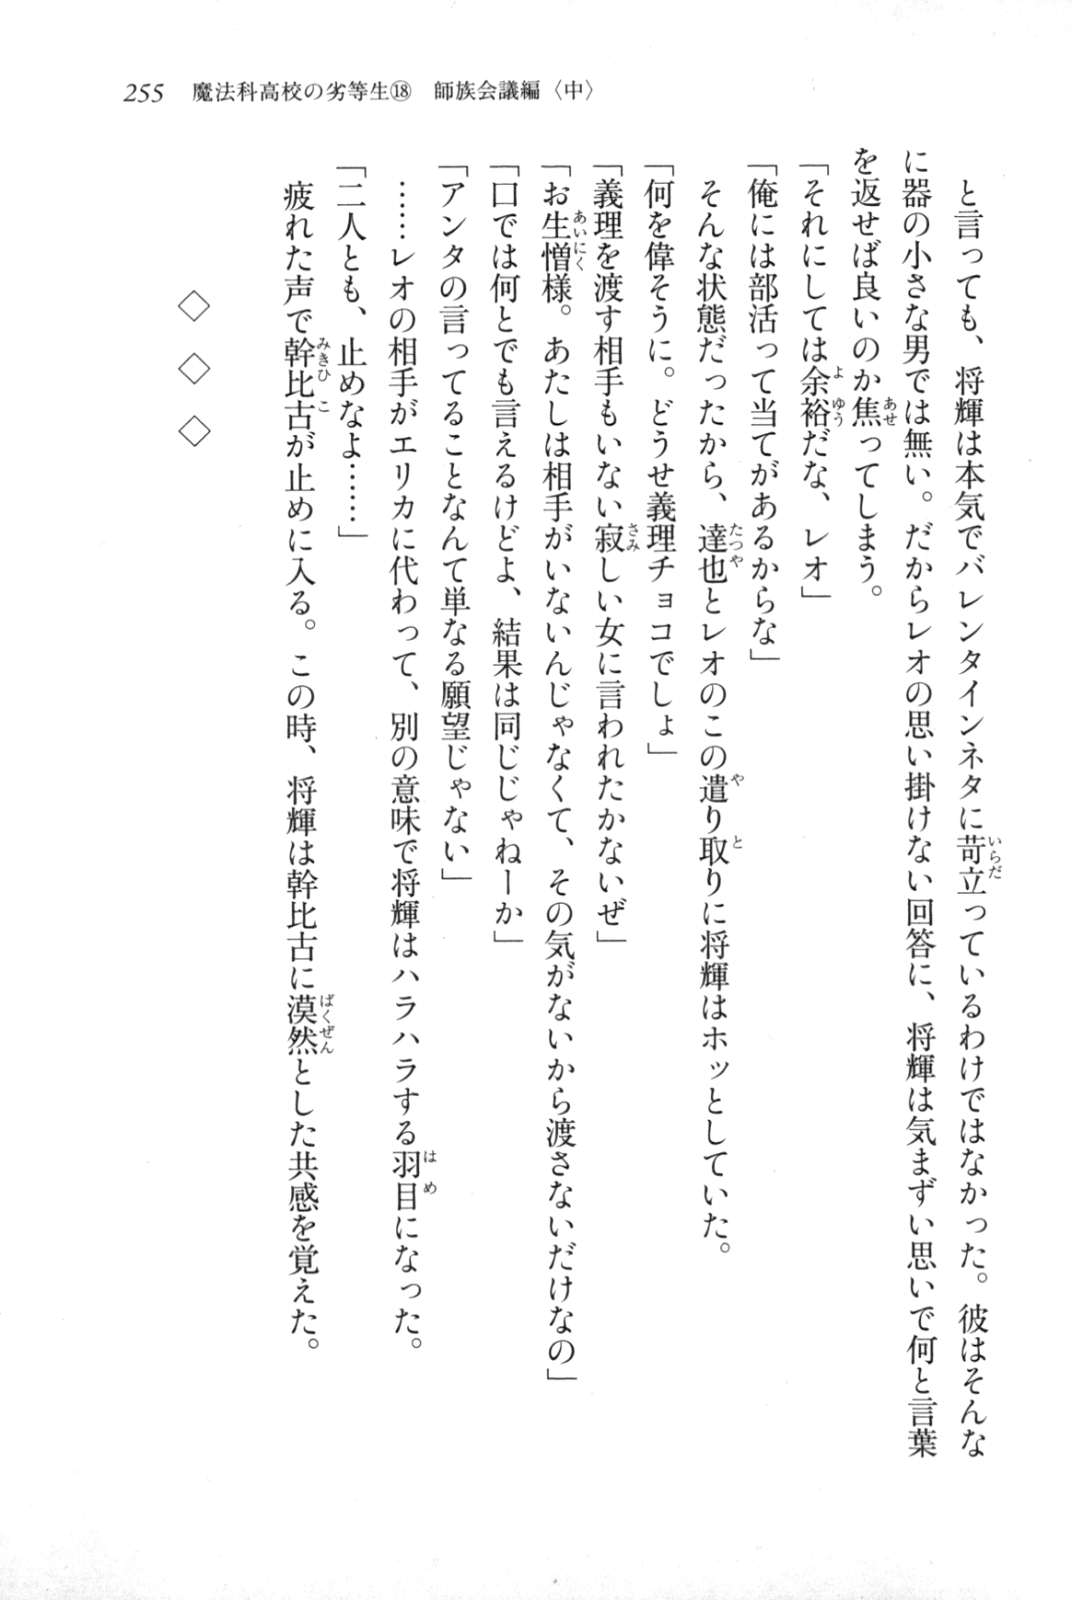 255　魔法科高校の劣等生⑱　師族会議編〈中〉
　と言っても、将輝は本気でバレンタインネタに苛立っているわけではなかった。彼はそんな
に器の小さな男では無い。だからレオの思い掛けない回答に、将輝は気まずい思いで何と言葉
を返せば良いのか焦ってしまう。
「それにしては余裕だな、レオ」
「俺には部活って当てがあるからな」
　そんな状態だったから、達也とレオのこの遣り取りに将輝はホッとしていた。
「何を偉そうに。どうせ義理チョコでしょ」
「義理を渡す相手もいない寂しい女に言われたかないぜ」
「お生憎様。あたしは相手がいないんじゃなくて、その気がないから渡さないだけなの」
「口では何とでも言えるけどよ、結果は同じじゃねーか」
「アンタの言ってることなんて単なる願望じゃない」
　……レオの相手がエリカに代わって、別の意味で将輝はハラハラする羽目になった。
「二人とも、止めなよ……」
　疲れた声で幹比古が止めに入る。この時、将輝は幹比古に漠然とした共感を覚えた。
◇　◇　◇